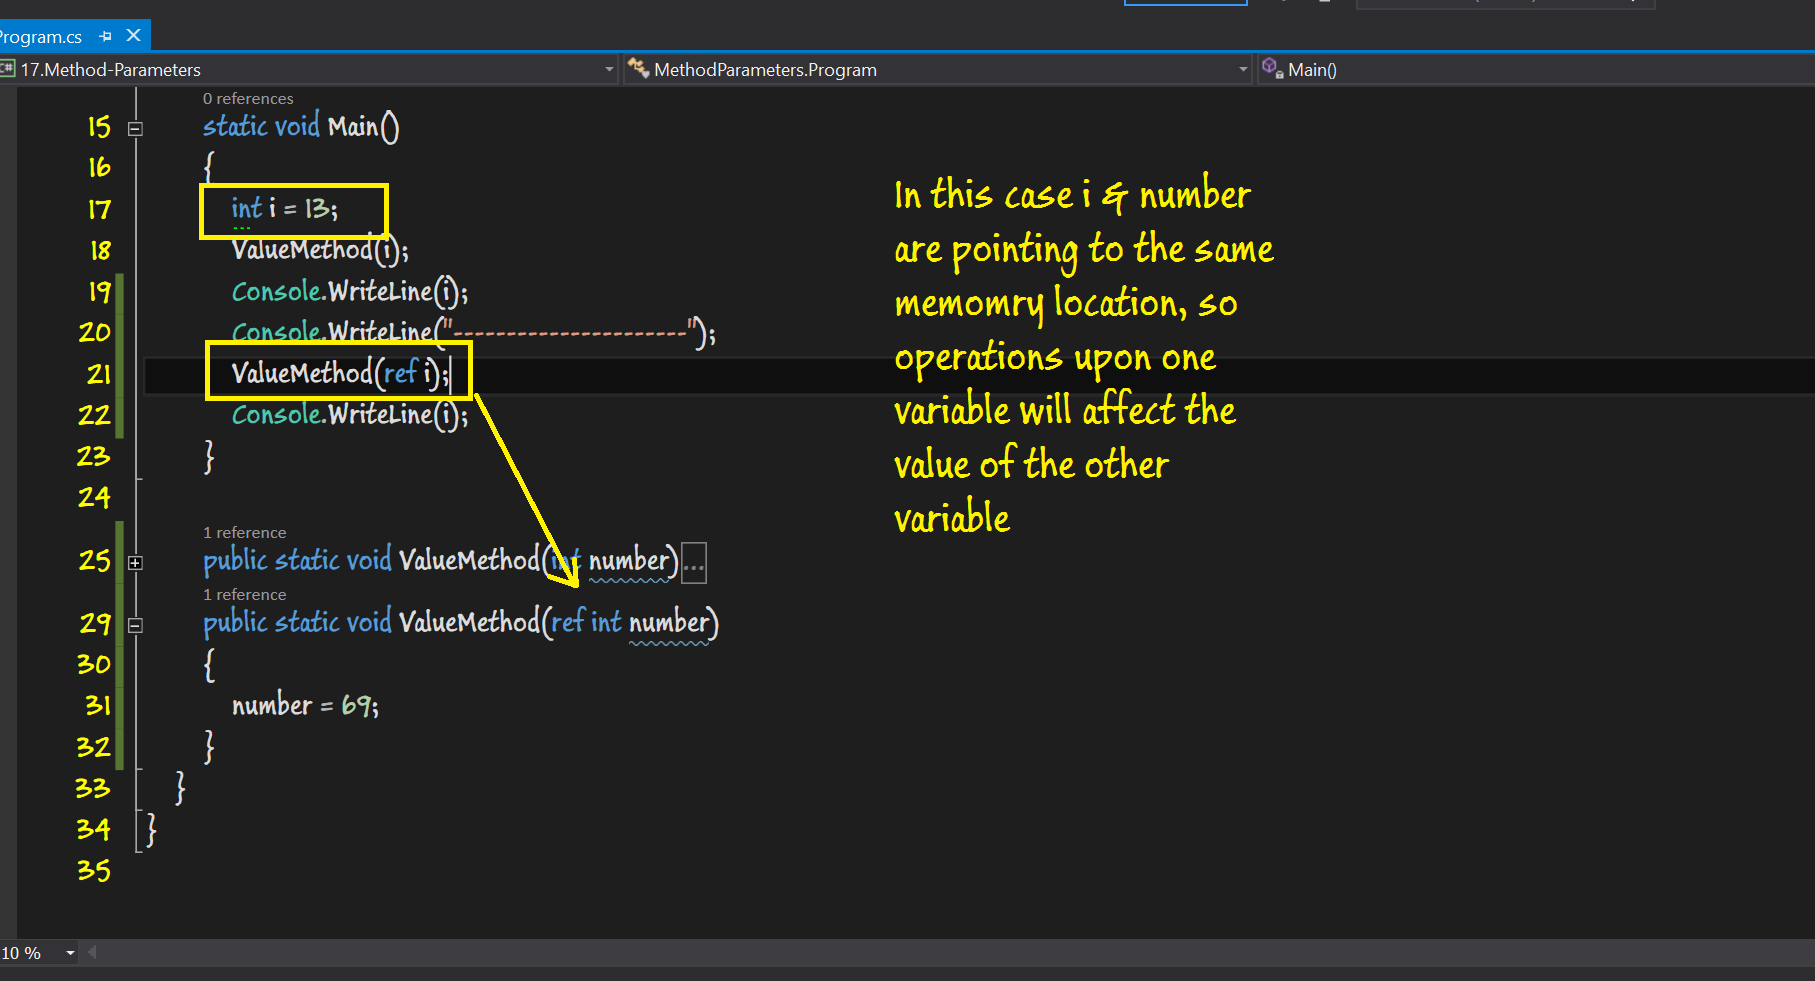 Program.cs
17.Method-Parameters
MethodParameters.Program
Main()
0 references
15 static void Main()
16 {
17 int i = 13;
18 ValueMethod(i);
19 Console.WriteLine(i);
20 Console.WriteLine("----------------------");
21 ValueMethod(ref i);
22 Console.WriteLine(i);
23 }
24
1 reference
25 public static void ValueMethod(int number)...
1 reference
29 public static void ValueMethod(ref int number)
30 {
31 number = 69;
32 }
33 }
34 }
35
In this case i & number
are pointing to the same
memomry location, so
operations upon one
variable will affect the
value of the other
variable
10 %